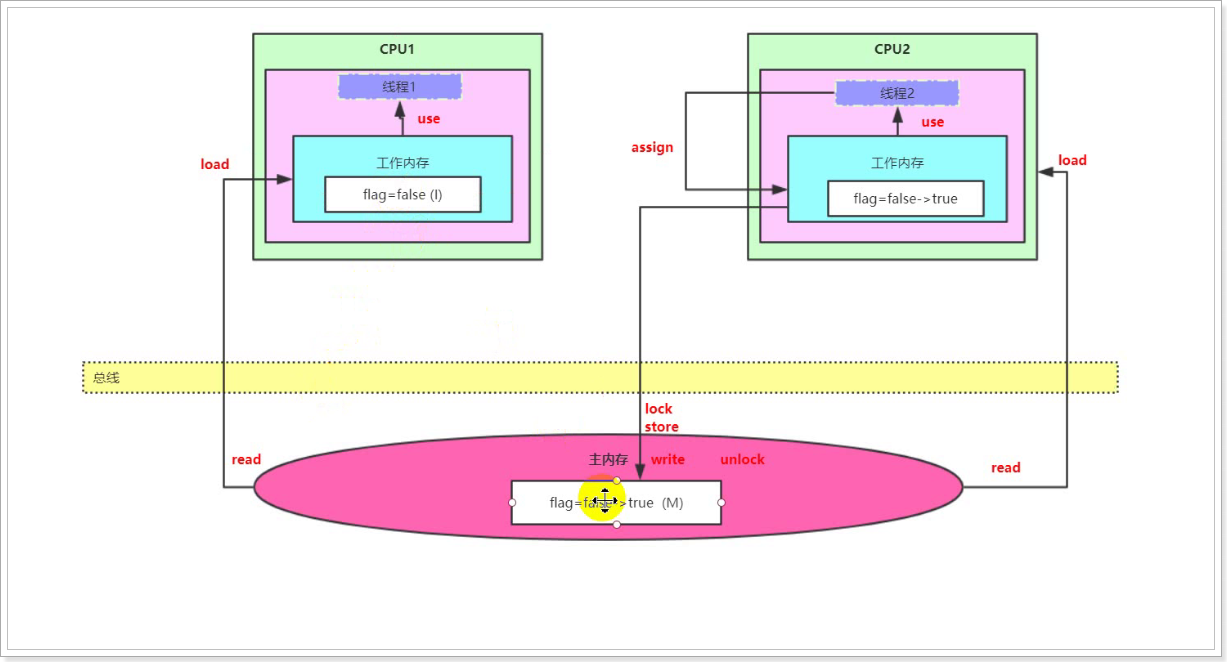 CPU1
线程1
use
load
工作内存
flag=false (I)
CPU2
线程2
use
assign
load
工作内存
flag=false->true
总线
lock
store
read
主内存
write
unlock
read
flag=false->true (M)